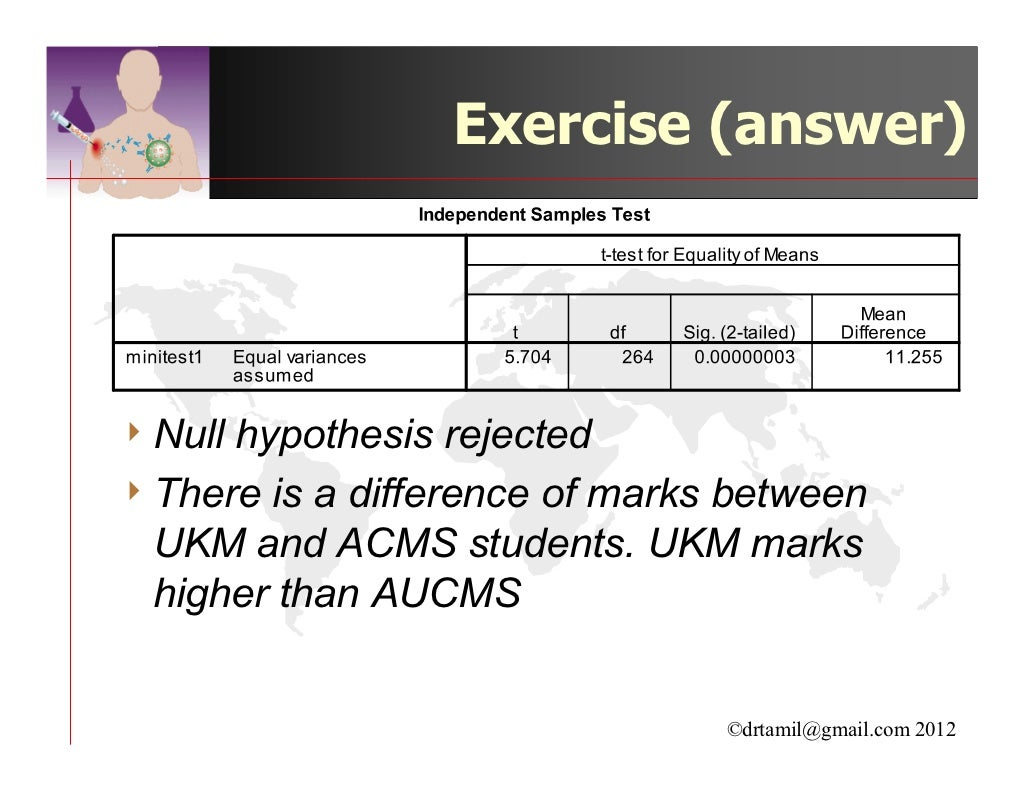 Exercise (answer)
Independent Samples Test
t-test for Equality of Means
t df Sig. (2-tailed) Mean Difference
minitest1 Equal variances assumed 5.704 264 0.00000003 11.255
Null hypothesis rejected
There is a difference of marks between
UKM and ACMS students. UKM marks
higher than AUCMS
©drtamil@gmail.com 2012